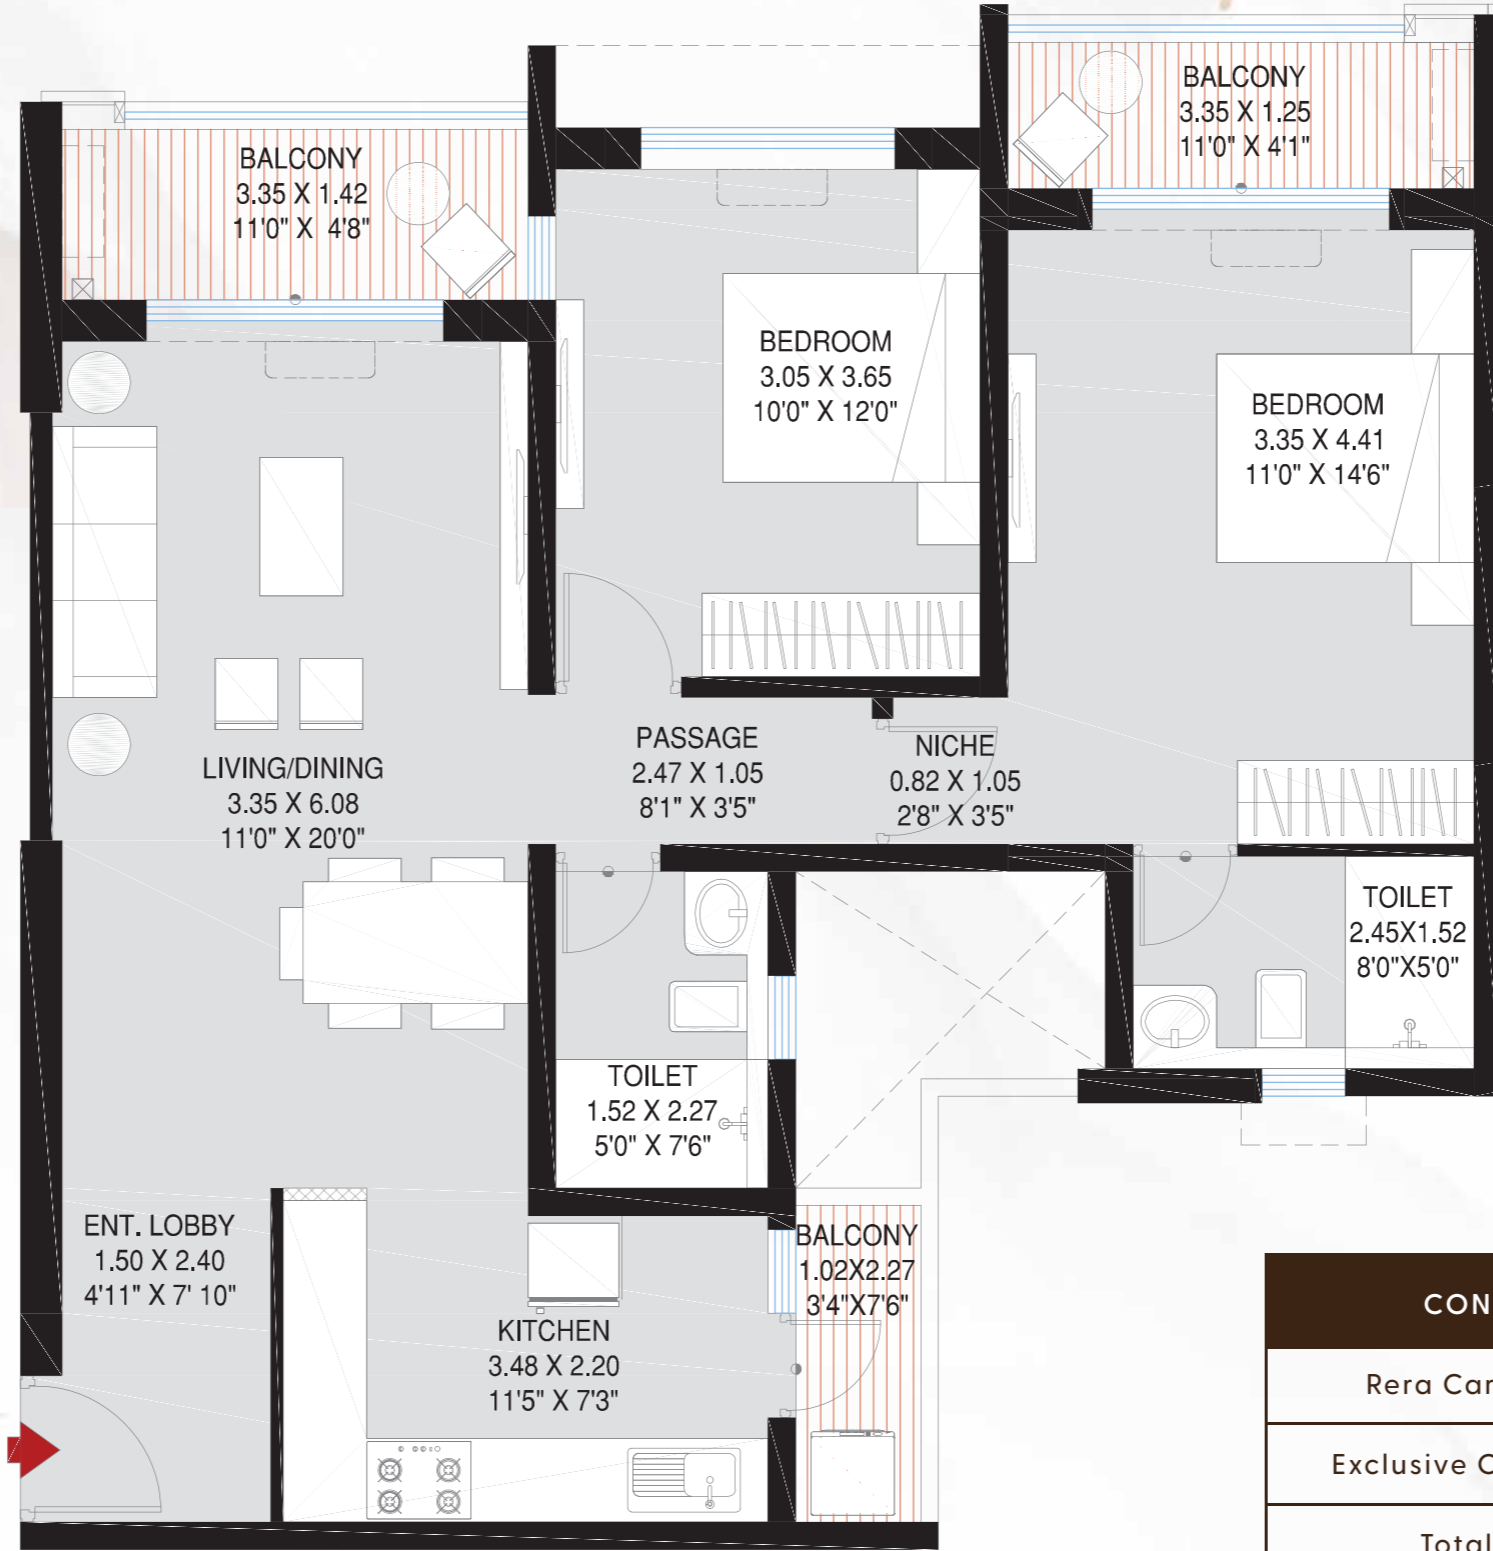 BALCONY
3.35 X 1.25
11'0" X 4'1"
BALCONY
3.35 X 1.42
11'0" X 4'8"
BEDROOM
3.05 X 3.65
10'0" X 12'0"
BEDROOM
3.35 X 4.41
11'0" X 14'6"
LIVING/DINING
3.35 X 6.08
11'0" X 20'0"
PASSAGE
2.47 X 1.05
8'1" X 3'5"
NICHE
0.82 X 1.05
2'8" X 3'5"
TOILET
2.45X1.52
8'0"X5'0"
TOILET
1.52 X 2.27
5'0" X 7'6"
ENT. LOBBY
1.50 X 2.40
4'11" X 7' 10"
BALCONY
1.02X2.27
3'4"X7'6"
KITCHEN
3.48 X 2.20
11'5" X 7'3"
CON
Rera Car
Exclusive
Total